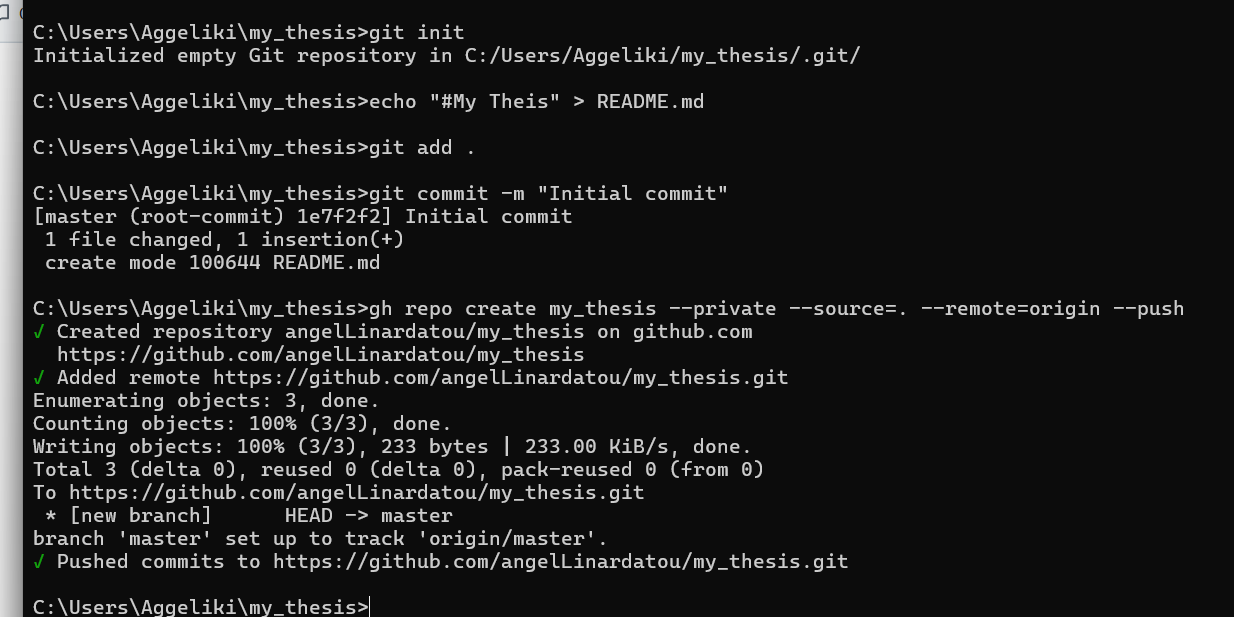 C:\Users\Aggeliki\my_thesis>git init
Initialized empty Git repository in C:/Users/Aggeliki/my_thesis/.git/
C:\Users\Aggeliki\my_thesis>echo "#My Theis" > README.md
C:\Users\Aggeliki\my_thesis>git add .
C:\Users\Aggeliki\my_thesis>git commit -m "Initial commit"
[master (root-commit) 1e7f2f2] Initial commit
 1 file changed, 1 insertion(+)
 create mode 100644 README.md
C:\Users\Aggeliki\my_thesis>gh repo create my_thesis --private --source=. --remote=origin --push
✓ Created repository angelLinardatou/my_thesis on github.com
  https://github.com/angelLinardatou/my_thesis
✓ Added remote https://github.com/angelLinardatou/my_thesis.git
Enumerating objects: 3, done.
Counting objects: 100% (3/3), done.
Writing objects: 100% (3/3), 233 bytes | 233.00 KiB/s, done.
Total 3 (delta 0), reused 0 (delta 0), pack-reused 0 (from 0)
To https://github.com/angelLinardatou/my_thesis.git
 * [new branch]      HEAD -> master
branch 'master' set up to track 'origin/master'.
✓ Pushed commits to https://github.com/angelLinardatou/my_thesis.git
C:\Users\Aggeliki\my_thesis>